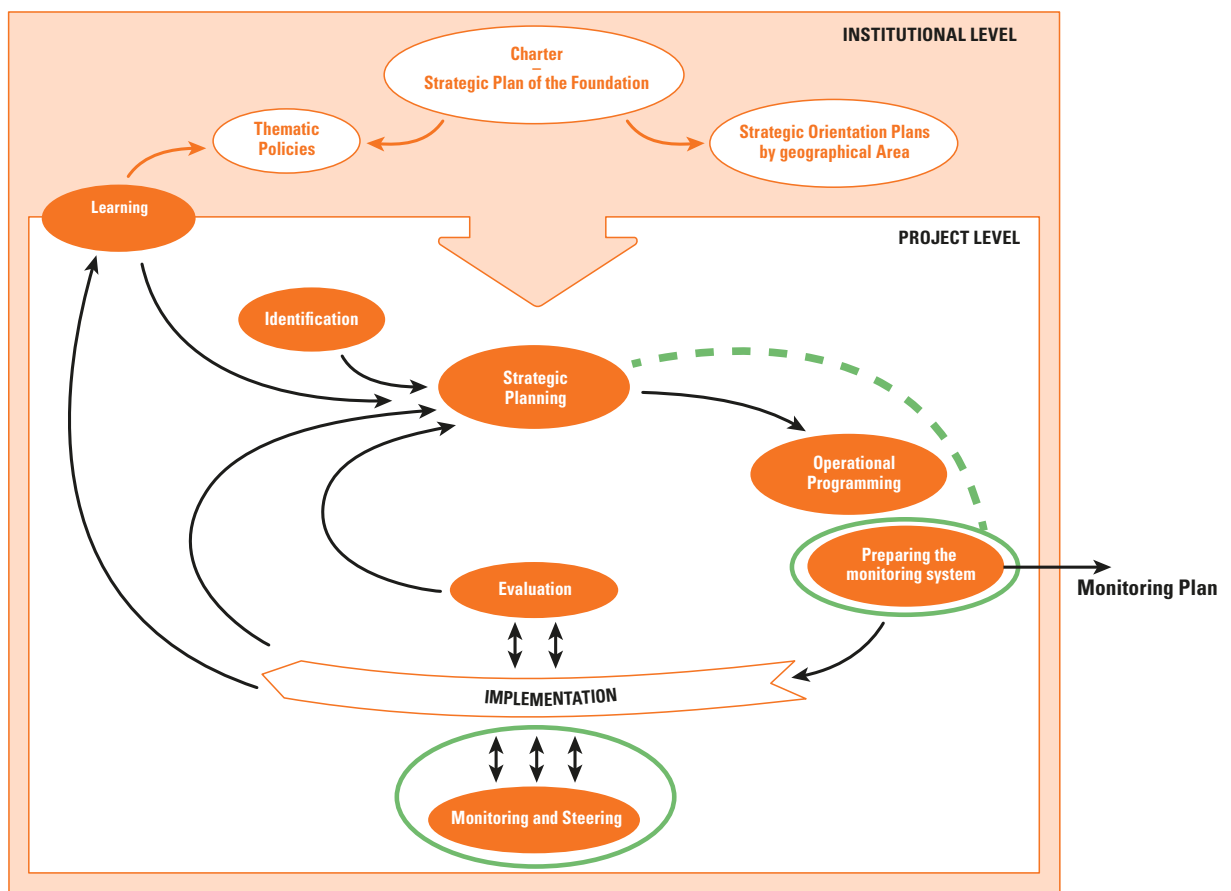 INSTITUTIONAL LEVEL
Charter
–
Strategic Plan of the Foundation
Thematic
Policies
Strategic Orientation Plans
by geographical Area
Learning
PROJECT LEVEL
Identification
Strategic
Planning
Operational
Programming
Preparing the
monitoring system
Monitoring Plan
Evaluation
IMPLEMENTATION
Monitoring and Steering